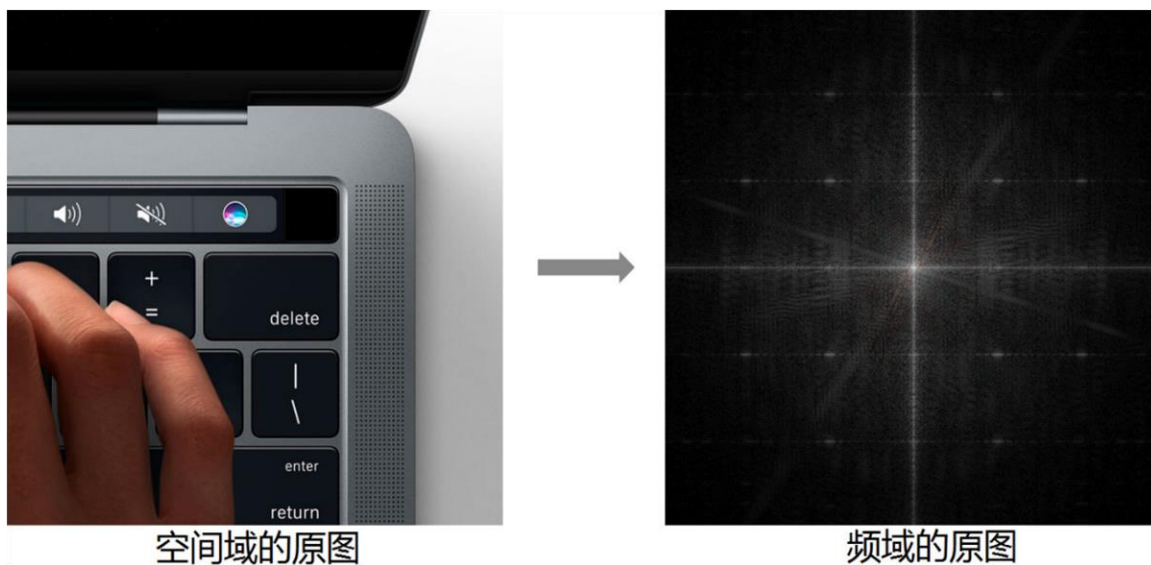 +
=
delete
|
\
enter
return
空间域的原图
频域的原图